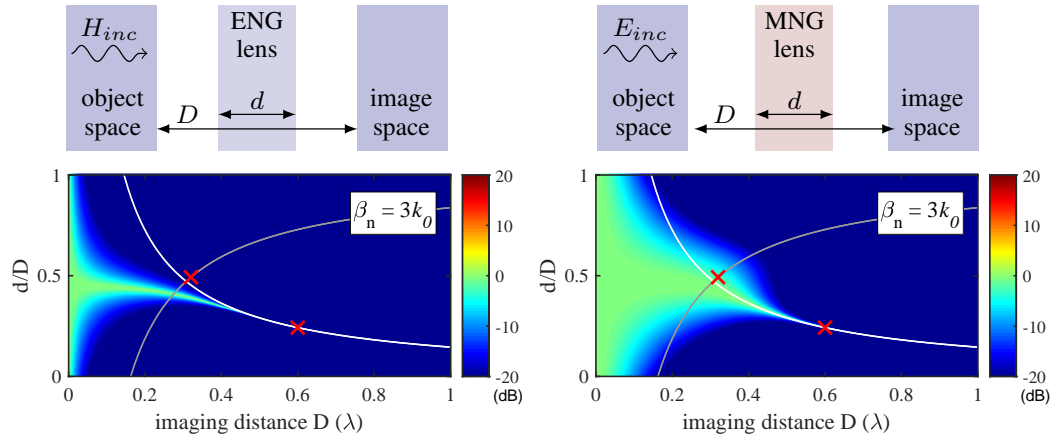 H_inc
ENG
lens
object
space
D
d
image
space
E_inc
MNG
lens
object
space
D
d
image
space
d/D
1
0.5
0
β_n = 3k_0
0 0.2 0.4 0.6 0.8 1
imaging distance D (λ)
20
10
0
-10
-20
(dB)
d/D
1
0.5
0
β_n = 3k_0
0 0.2 0.4 0.6 0.8 1
imaging distance D (λ)
20
10
0
-10
-20
(dB)